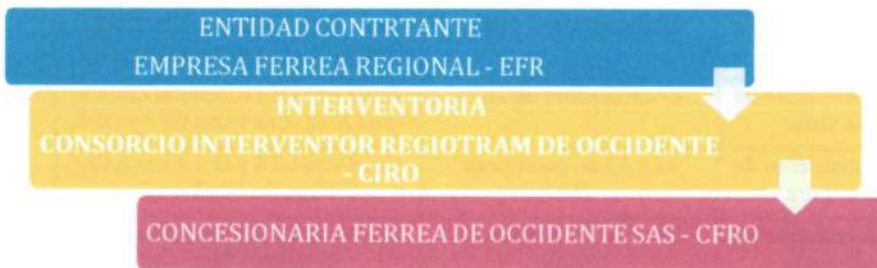 ENTIDAD CONTRTANTE
EMPRESA FERREA REGIONAL - EFR
INTERVENTORIA
CONSORCIO INTERVENTOR REGIOTRAM DE OCCIDENTE
- CIRO
CONCESIONARIA FERREA DE OCCIDENTE SAS - CFRO